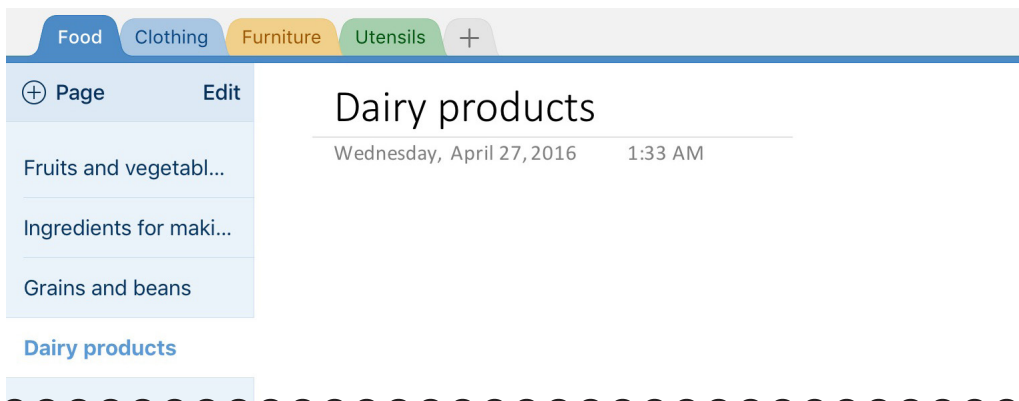 Food Clothing Furniture Utensils
Page Edit
Fruits and vegetabl...
Ingredients for maki...
Grains and beans
Dairy products
Dairy products
Wednesday, April 27, 2016 1:33 AM